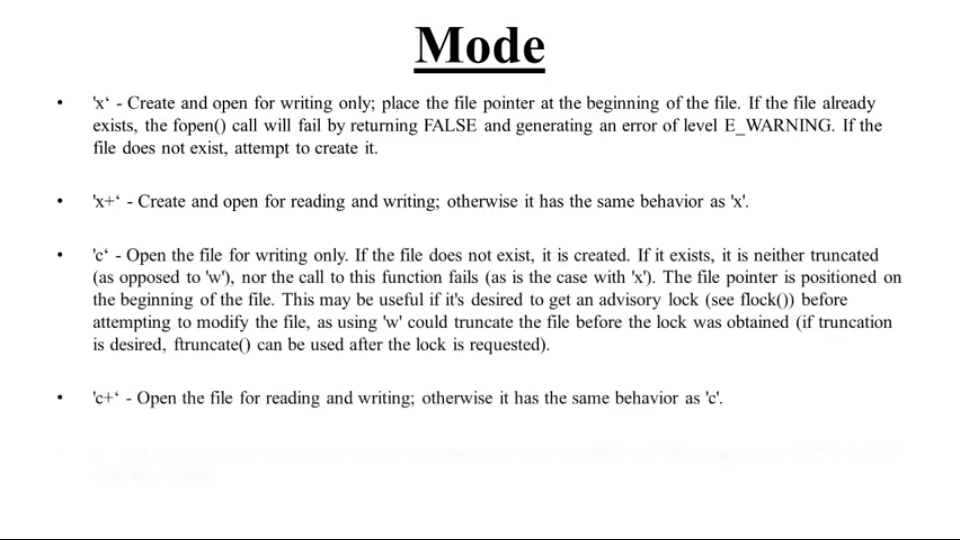 Mode
• 'x‘ - Create and open for writing only; place the file pointer at the beginning of the file. If the file already
exists, the fopen() call will fail by returning FALSE and generating an error of level E_WARNING. If the
file does not exist, attempt to create it.
• 'x+‘ - Create and open for reading and writing; otherwise it has the same behavior as 'x'.
• 'c‘ - Open the file for writing only. If the file does not exist, it is created. If it exists, it is neither truncated
(as opposed to 'w'), nor the call to this function fails (as is the case with 'x'). The file pointer is positioned on
the beginning of the file. This may be useful if it's desired to get an advisory lock (see flock()) before
attempting to modify the file, as using 'w' could truncate the file before the lock was obtained (if truncation
is desired, ftruncate() can be used after the lock is requested).
• 'c+‘ - Open the file for reading and writing; otherwise it has the same behavior as 'c'.